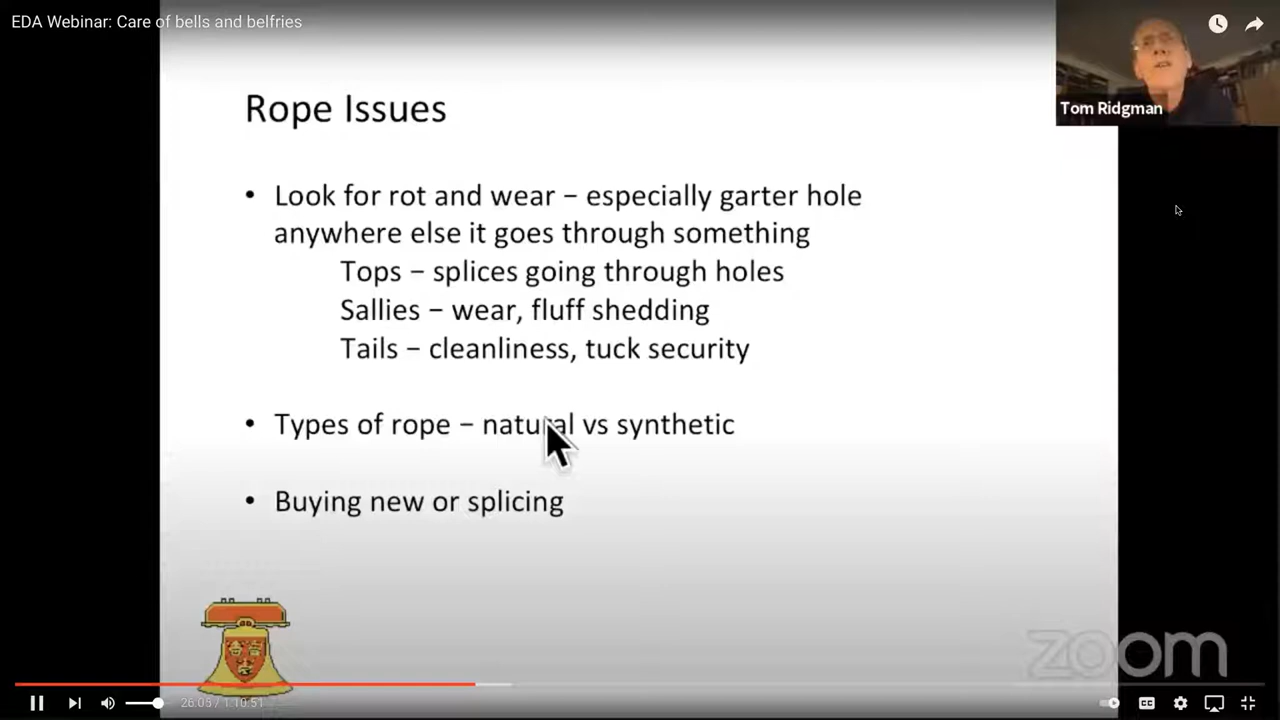 EDA Webinar: Care of bells and belfries
Tom Ridgman
Rope Issues
• Look for rot and wear – especially garter hole
anywhere else it goes through something
Tops – splices going through holes
Sallies – wear, fluff shedding
Tails – cleanliness, tuck security
• Types of rope – natural vs synthetic
• Buying new or splicing
zoom
26:05 / 1:10:51
CC